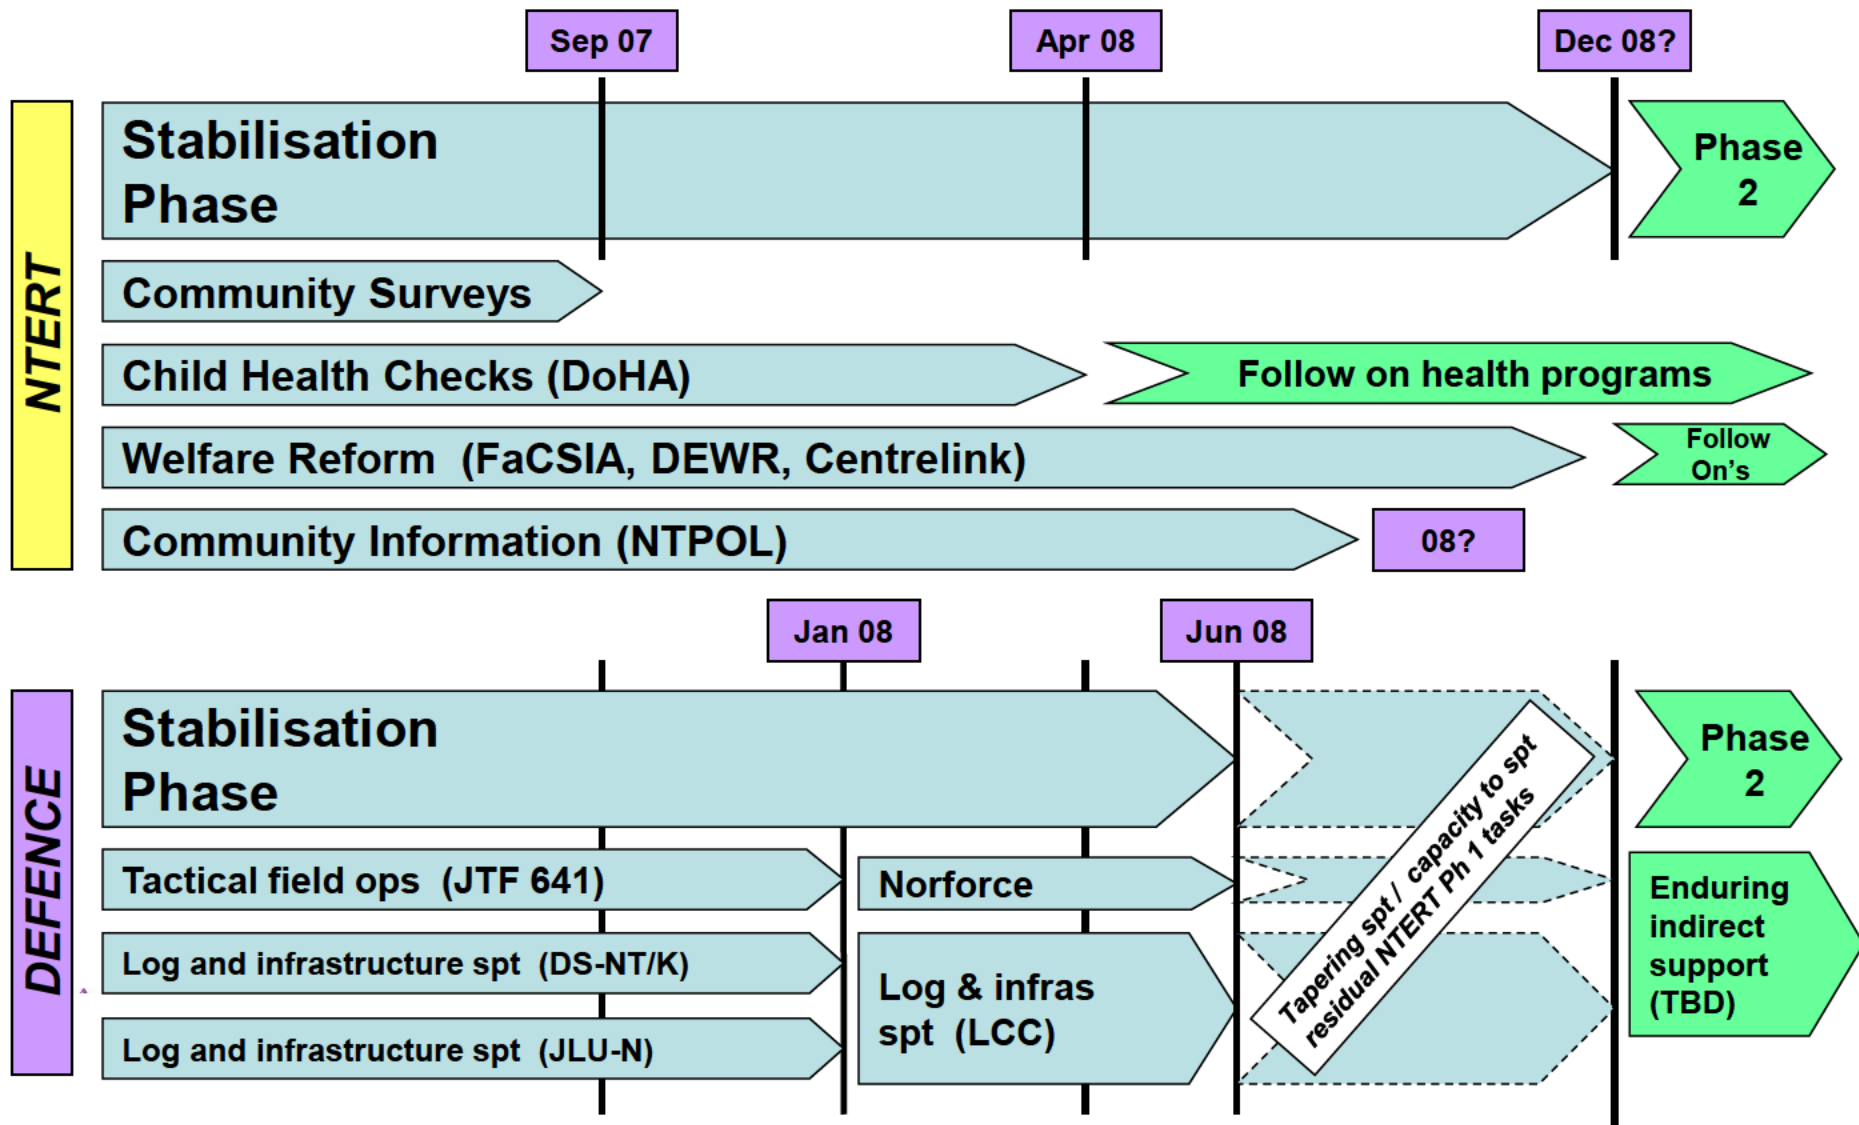 Sep 07
Apr 08
Dec 08?
NTERT
Stabilisation
Phase
Phase
2
Community Surveys
Child Health Checks (DoHA)
Follow on health programs
Welfare Reform (FaCSIA, DEWR, Centrelink)
Follow
On's
Community Information (NTPOL)
08?
Jan 08
Jun 08
DEFENCE
Stabilisation
Phase
Phase
2
Tactical field ops (JTF 641)
Norforce
Log and infrastructure spt (DS-NT/K)
Log and infrastructure spt (JLU-N)
Log & infras
spt (LCC)
Tapering spt / capacity to spt
residual NTERT Ph 1 tasks
Enduring
indirect
support
(TBD)